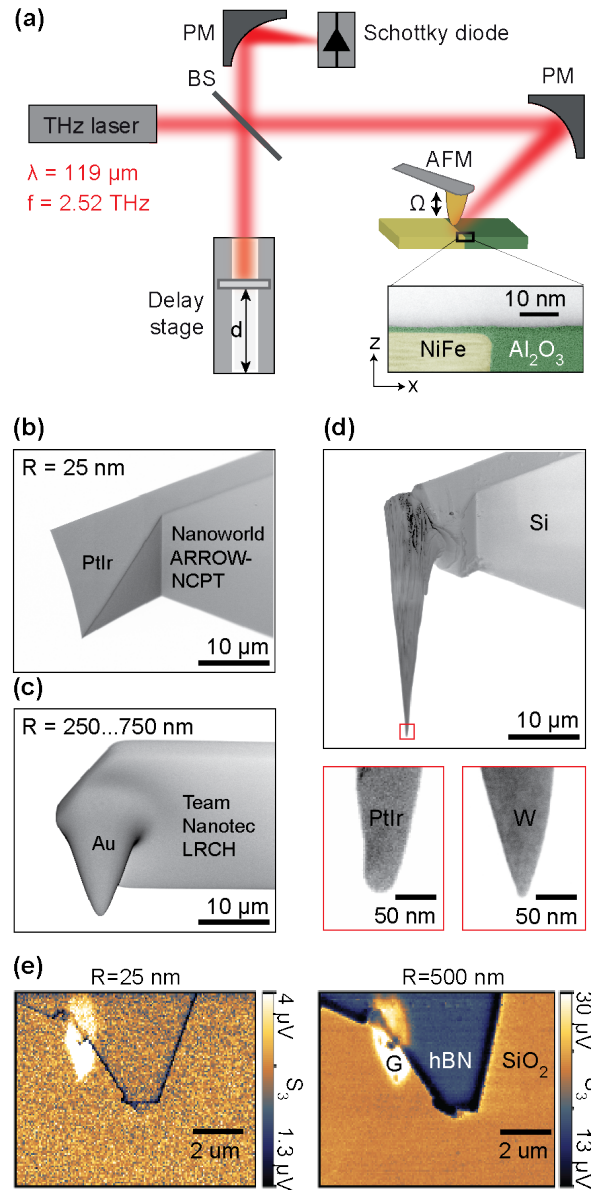 (a)
PM
Schottky diode
BS
PM
THz laser
AFM
λ = 119 µm
f = 2.52 THz
Ω
Delay
stage
d
10 nm
NiFe
Al₂O₃
z
x
(b)
R = 25 nm
PtIr
Nanoworld
ARROW-
NCPT
10 µm
(c)
R = 250...750 nm
Au
Team
Nanotec
LRCH
10 µm
(d)
Si
10 µm
PtIr
50 nm
W
50 nm
(e)
R=25 nm
4 µV
S₃
1.3 µV
2 um
R=500 nm
30 µV
S₃
13 µV
G
hBN
SiO₂
2 um